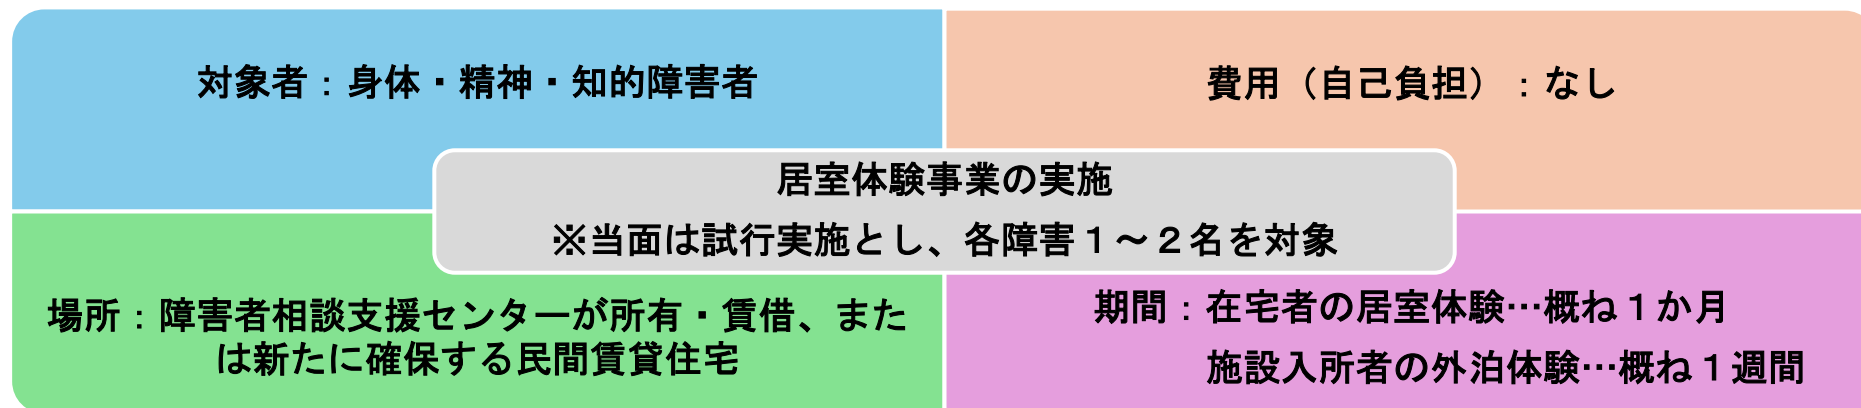 対象者：身体・精神・知的障害者
費用（自己負担）：なし
居室体験事業の実施
※当面は試行実施とし、各障害１～２名を対象
場所：障害者相談支援センターが所有・賃借、また
は新たに確保する民間賃貸住宅
期間：在宅者の居室体験…概ね１か月
施設入所者の外泊体験…概ね１週間